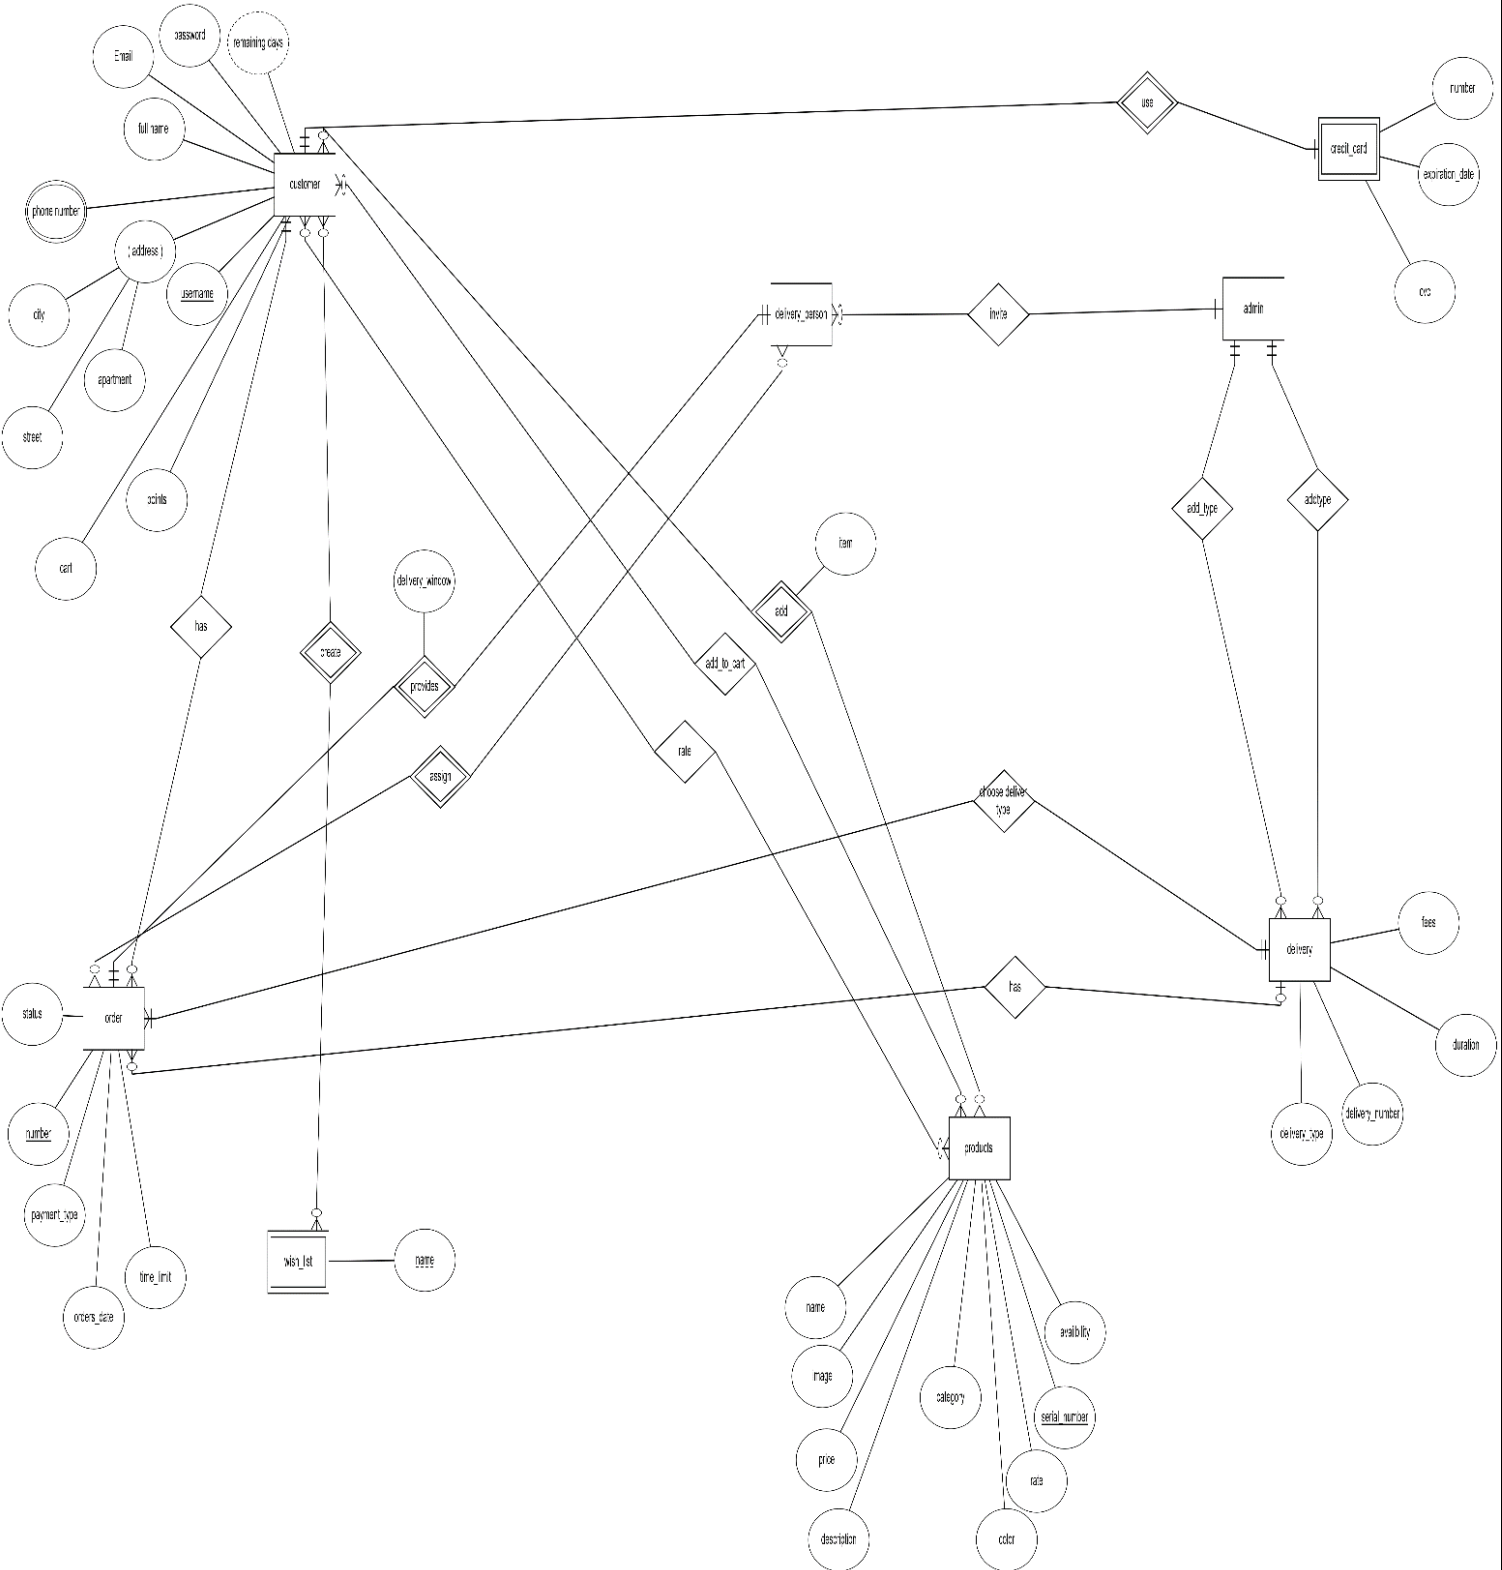 password
remaining days
Email
full name
phone number
customer
( address )
username
city
apartment
street
points
cart
use
credit_card
number
expiration_date
cvc
delivery_person
invite
admin
add_type
addtype
item
delivery_window
add
has
create
provides
add_to_cart
rate
assign
choose deliver
type
has
delivery
fees
duration
delivery_number
delivery_type
status
order
number
payment_type
time_limit
orders_date
wish_list
name
products
name
image
price
description
category
availbility
serial_number
rate
color